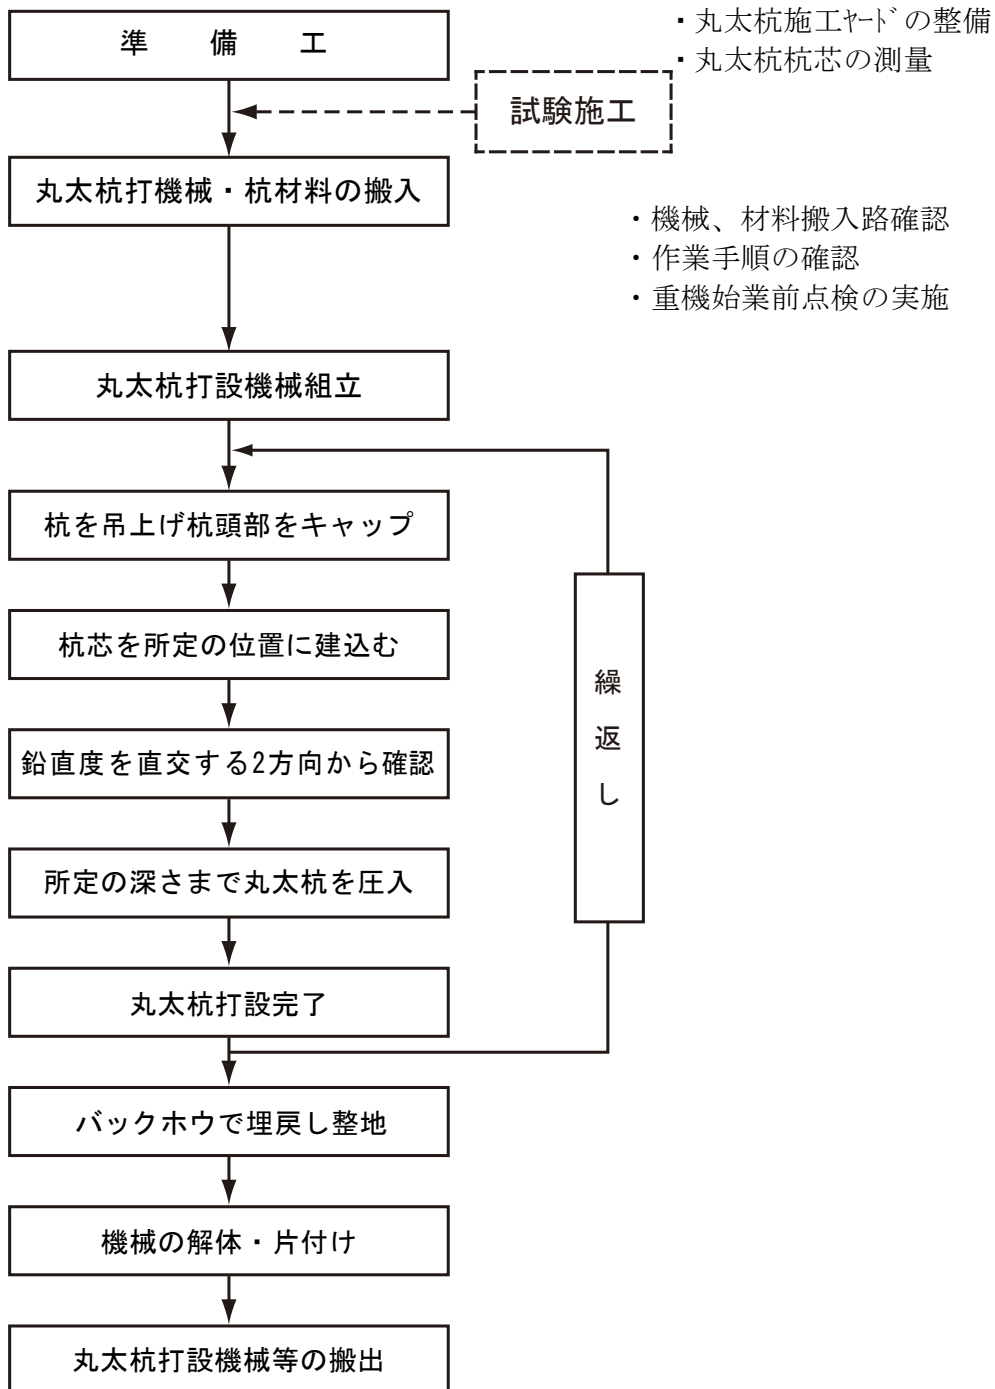 準　備　工
・丸太杭施工ﾔｰﾄﾞの整備
・丸太杭杭芯の測量
試験施工
丸太杭打機械・杭材料の搬入
・機械、材料搬入路確認
・作業手順の確認
・重機始業前点検の実施
丸太杭打設機械組立
杭を吊上げ杭頭部をキャップ
杭芯を所定の位置に建込む
鉛直度を直交する2方向から確認
所定の深さまで丸太杭を圧入
丸太杭打設完了
繰返し
バックホウで埋戻し整地
機械の解体・片付け
丸太杭打設機械等の搬出